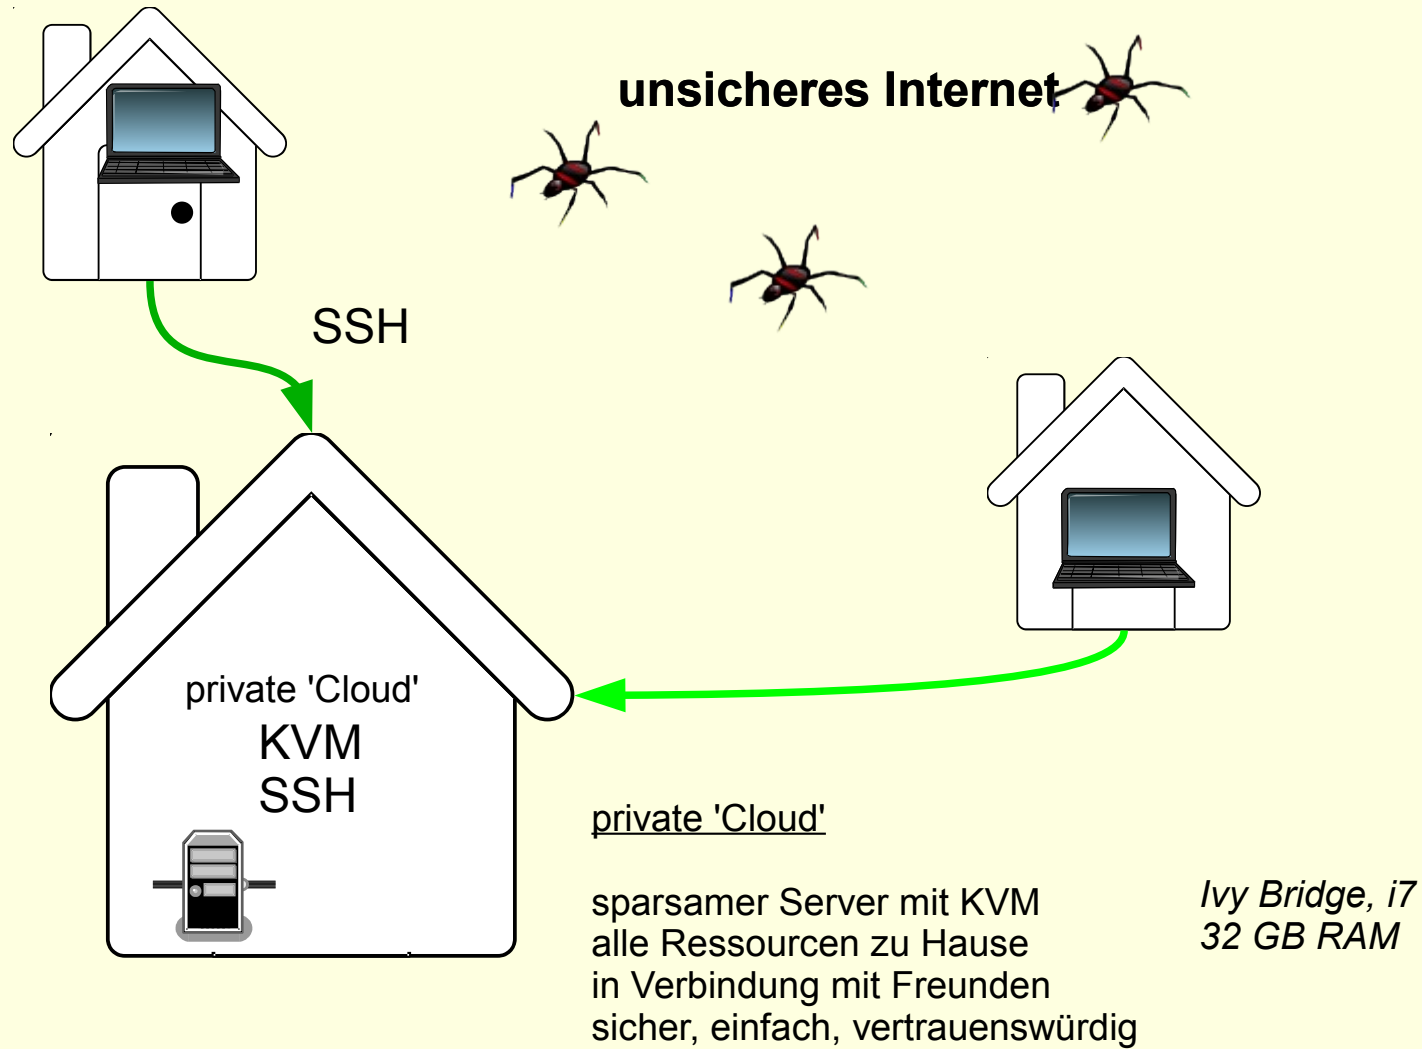 unsicheres Internet
SSH
private 'Cloud'
KVM
SSH
private 'Cloud'
sparsamer Server mit KVM
alle Ressourcen zu Hause
in Verbindung mit Freunden
sicher, einfach, vertrauenswürdig
Ivy Bridge, i7
32 GB RAM